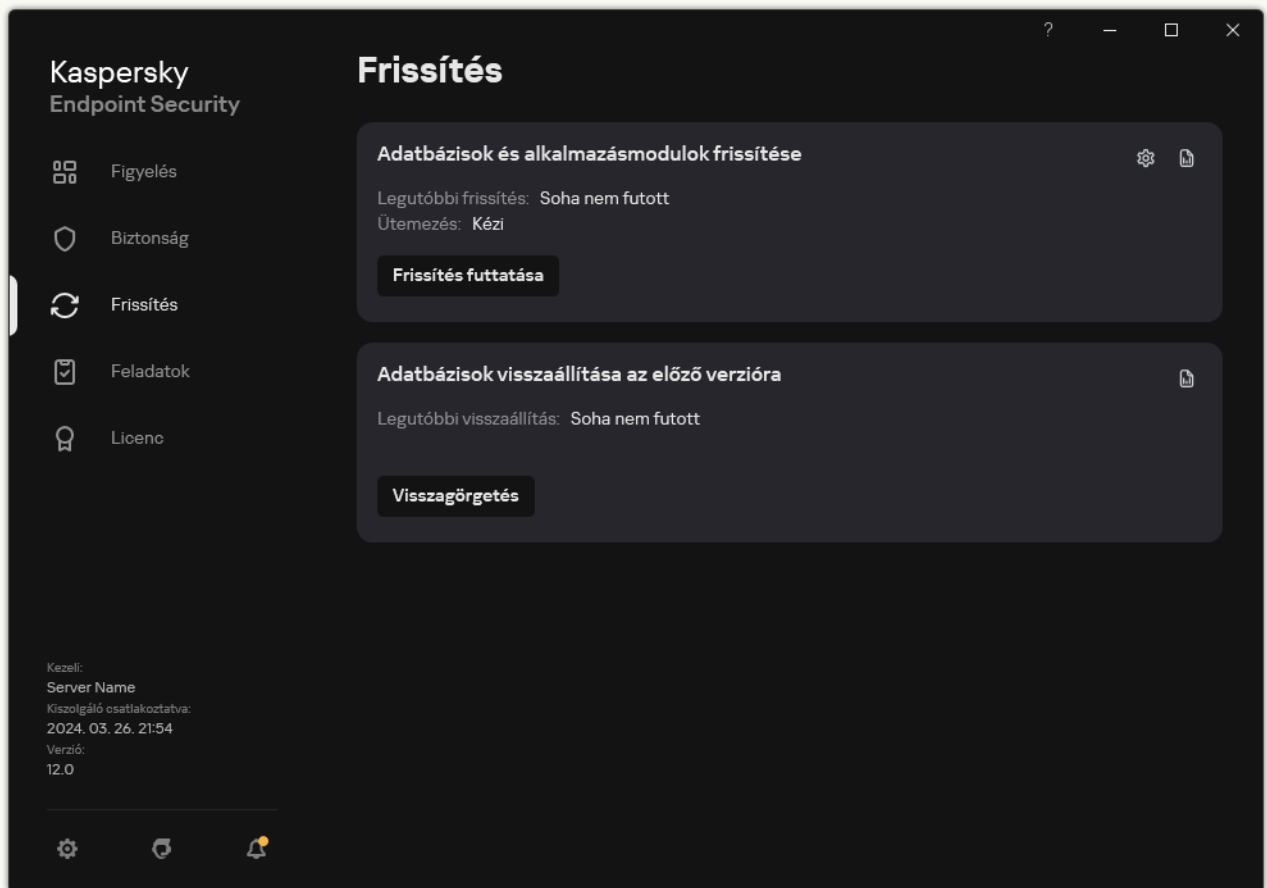 ?
Kaspersky
Endpoint Security
Figyelés
Biztonság
Frissítés
Feladatok
Licenc
Kezeli:
Server Name
Kiszolgáló csatlakoztatva:
2024. 03. 26. 21:54
Verzió:
12.0
Frissítés
Adatbázisok és alkalmazásmodulok frissítése
Legutóbbi frissítés: Soha nem futott
Ütemezés: Kézi
Frissítés futtatása
Adatbázisok visszaállítása az előző verzióra
Legutóbbi visszaállítás: Soha nem futott
Visszagörgetés